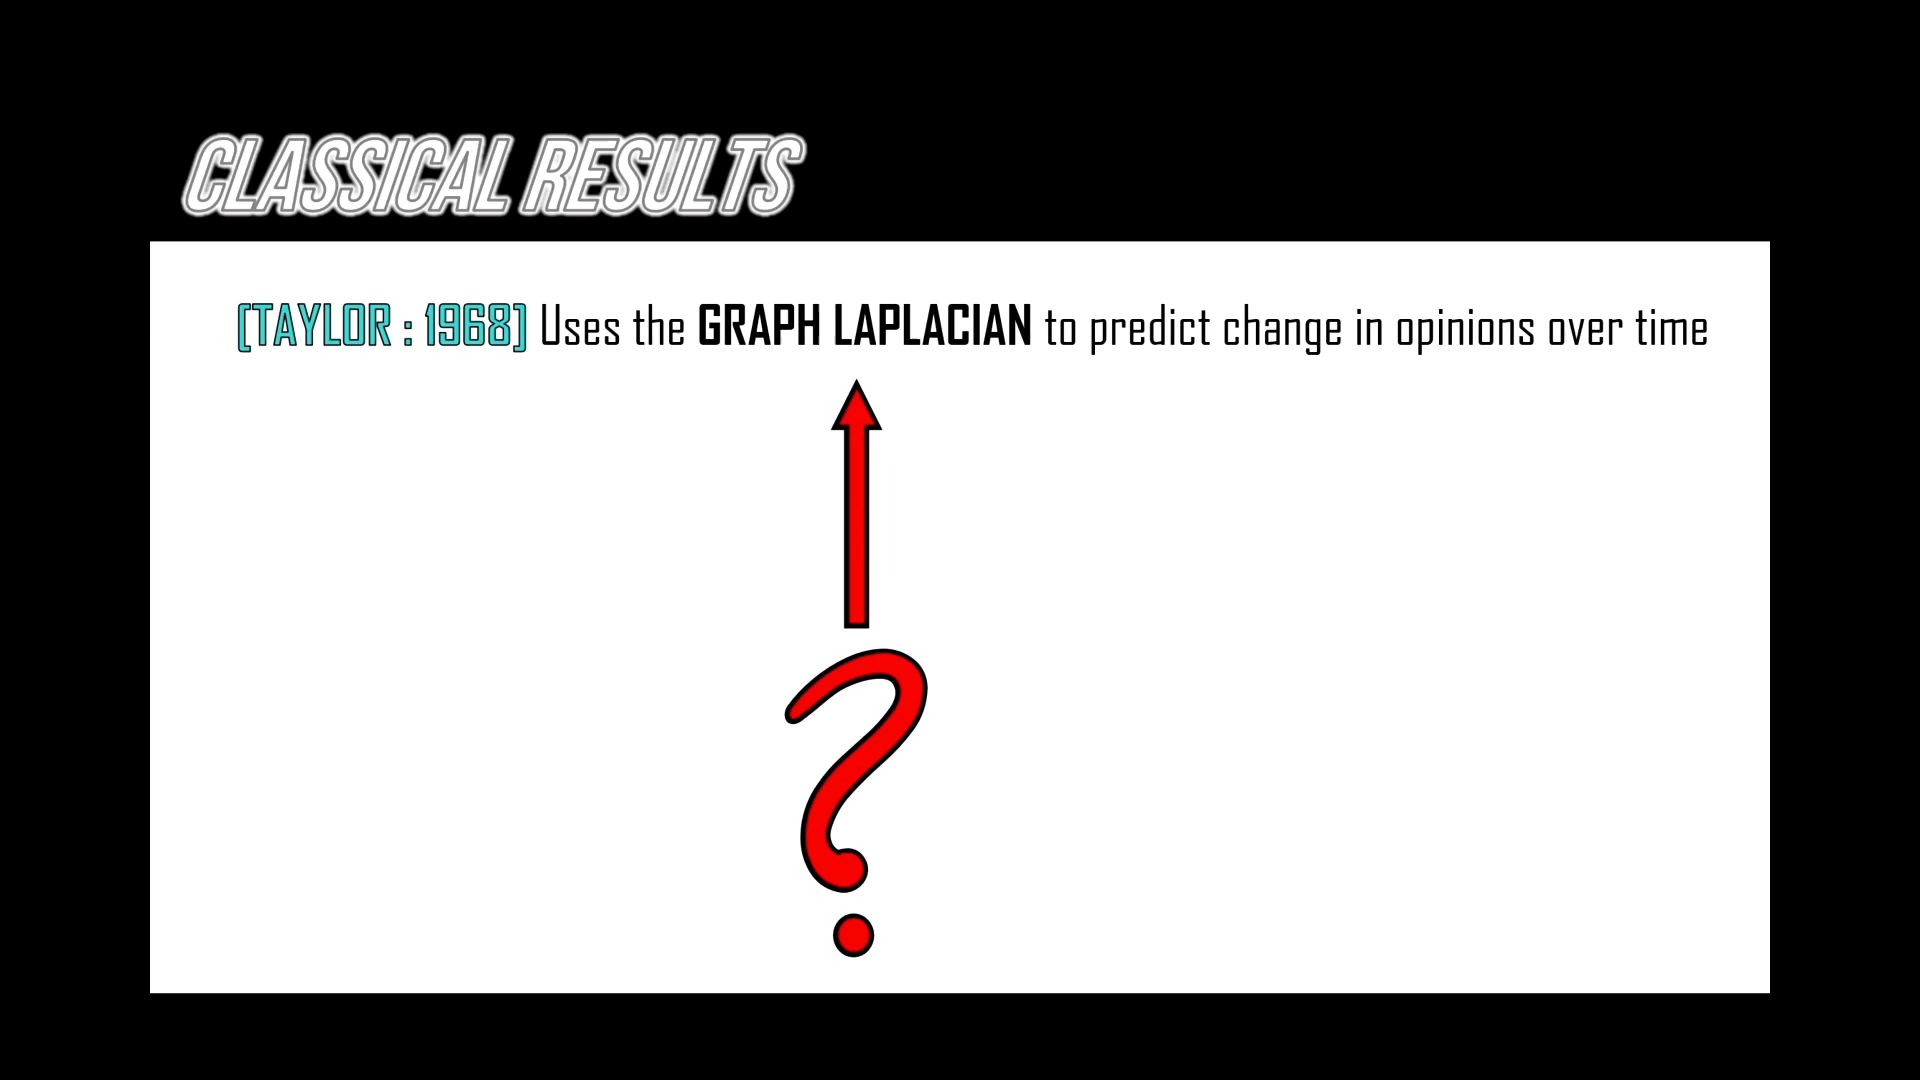 CLASSICAL RESULTS
[TAYLOR : 1968] Uses the GRAPH LAPLACIAN to predict change in opinions over time
?